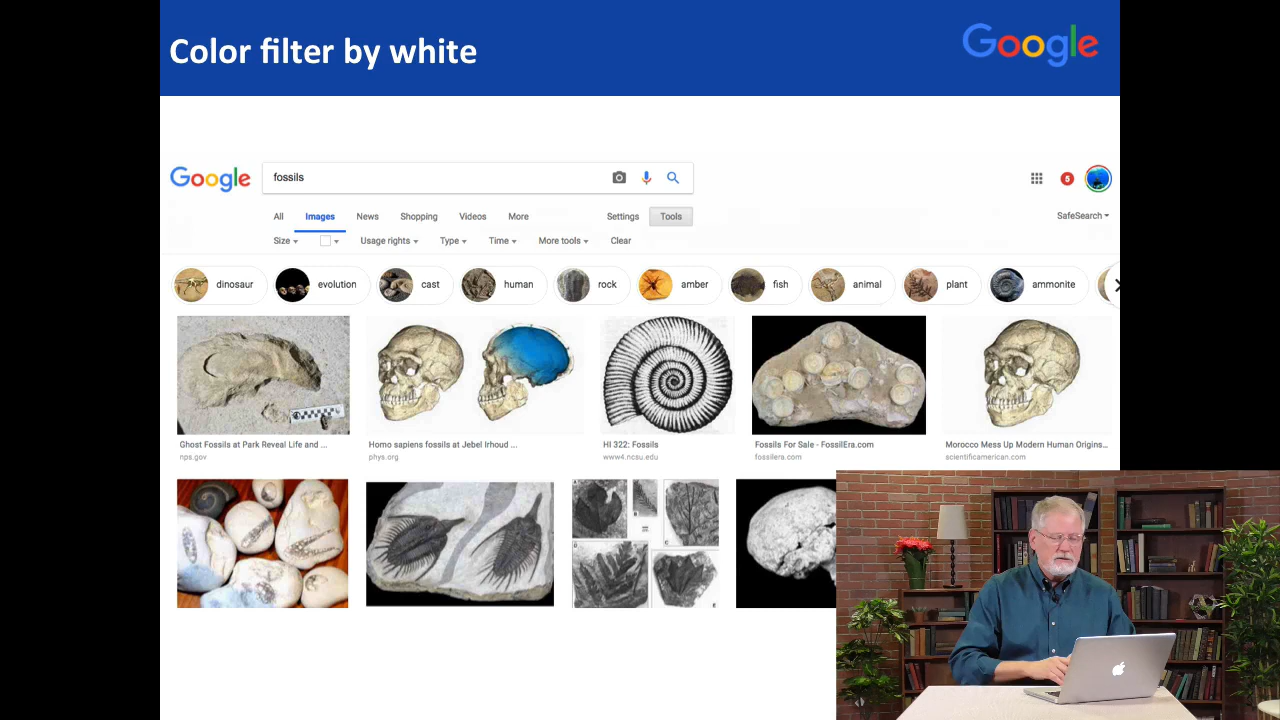 Color filter by white
Google
Google
fossils
5
All Images News Shopping Videos More Settings Tools
SafeSearch
Size Usage rights Type Time More tools Clear
dinosaur evolution cast human rock amber fish animal plant ammonite
Ghost Fossils at Park Reveal Life and ...
nps.gov
Homo sapiens fossils at Jebel Irhoud ...
phys.org
HI 322: Fossils
www4.ncsu.edu
Fossils For Sale - FossilEra.com
fossilera.com
Morocco Mess Up Modern Human Origins...
scientificamerican.com